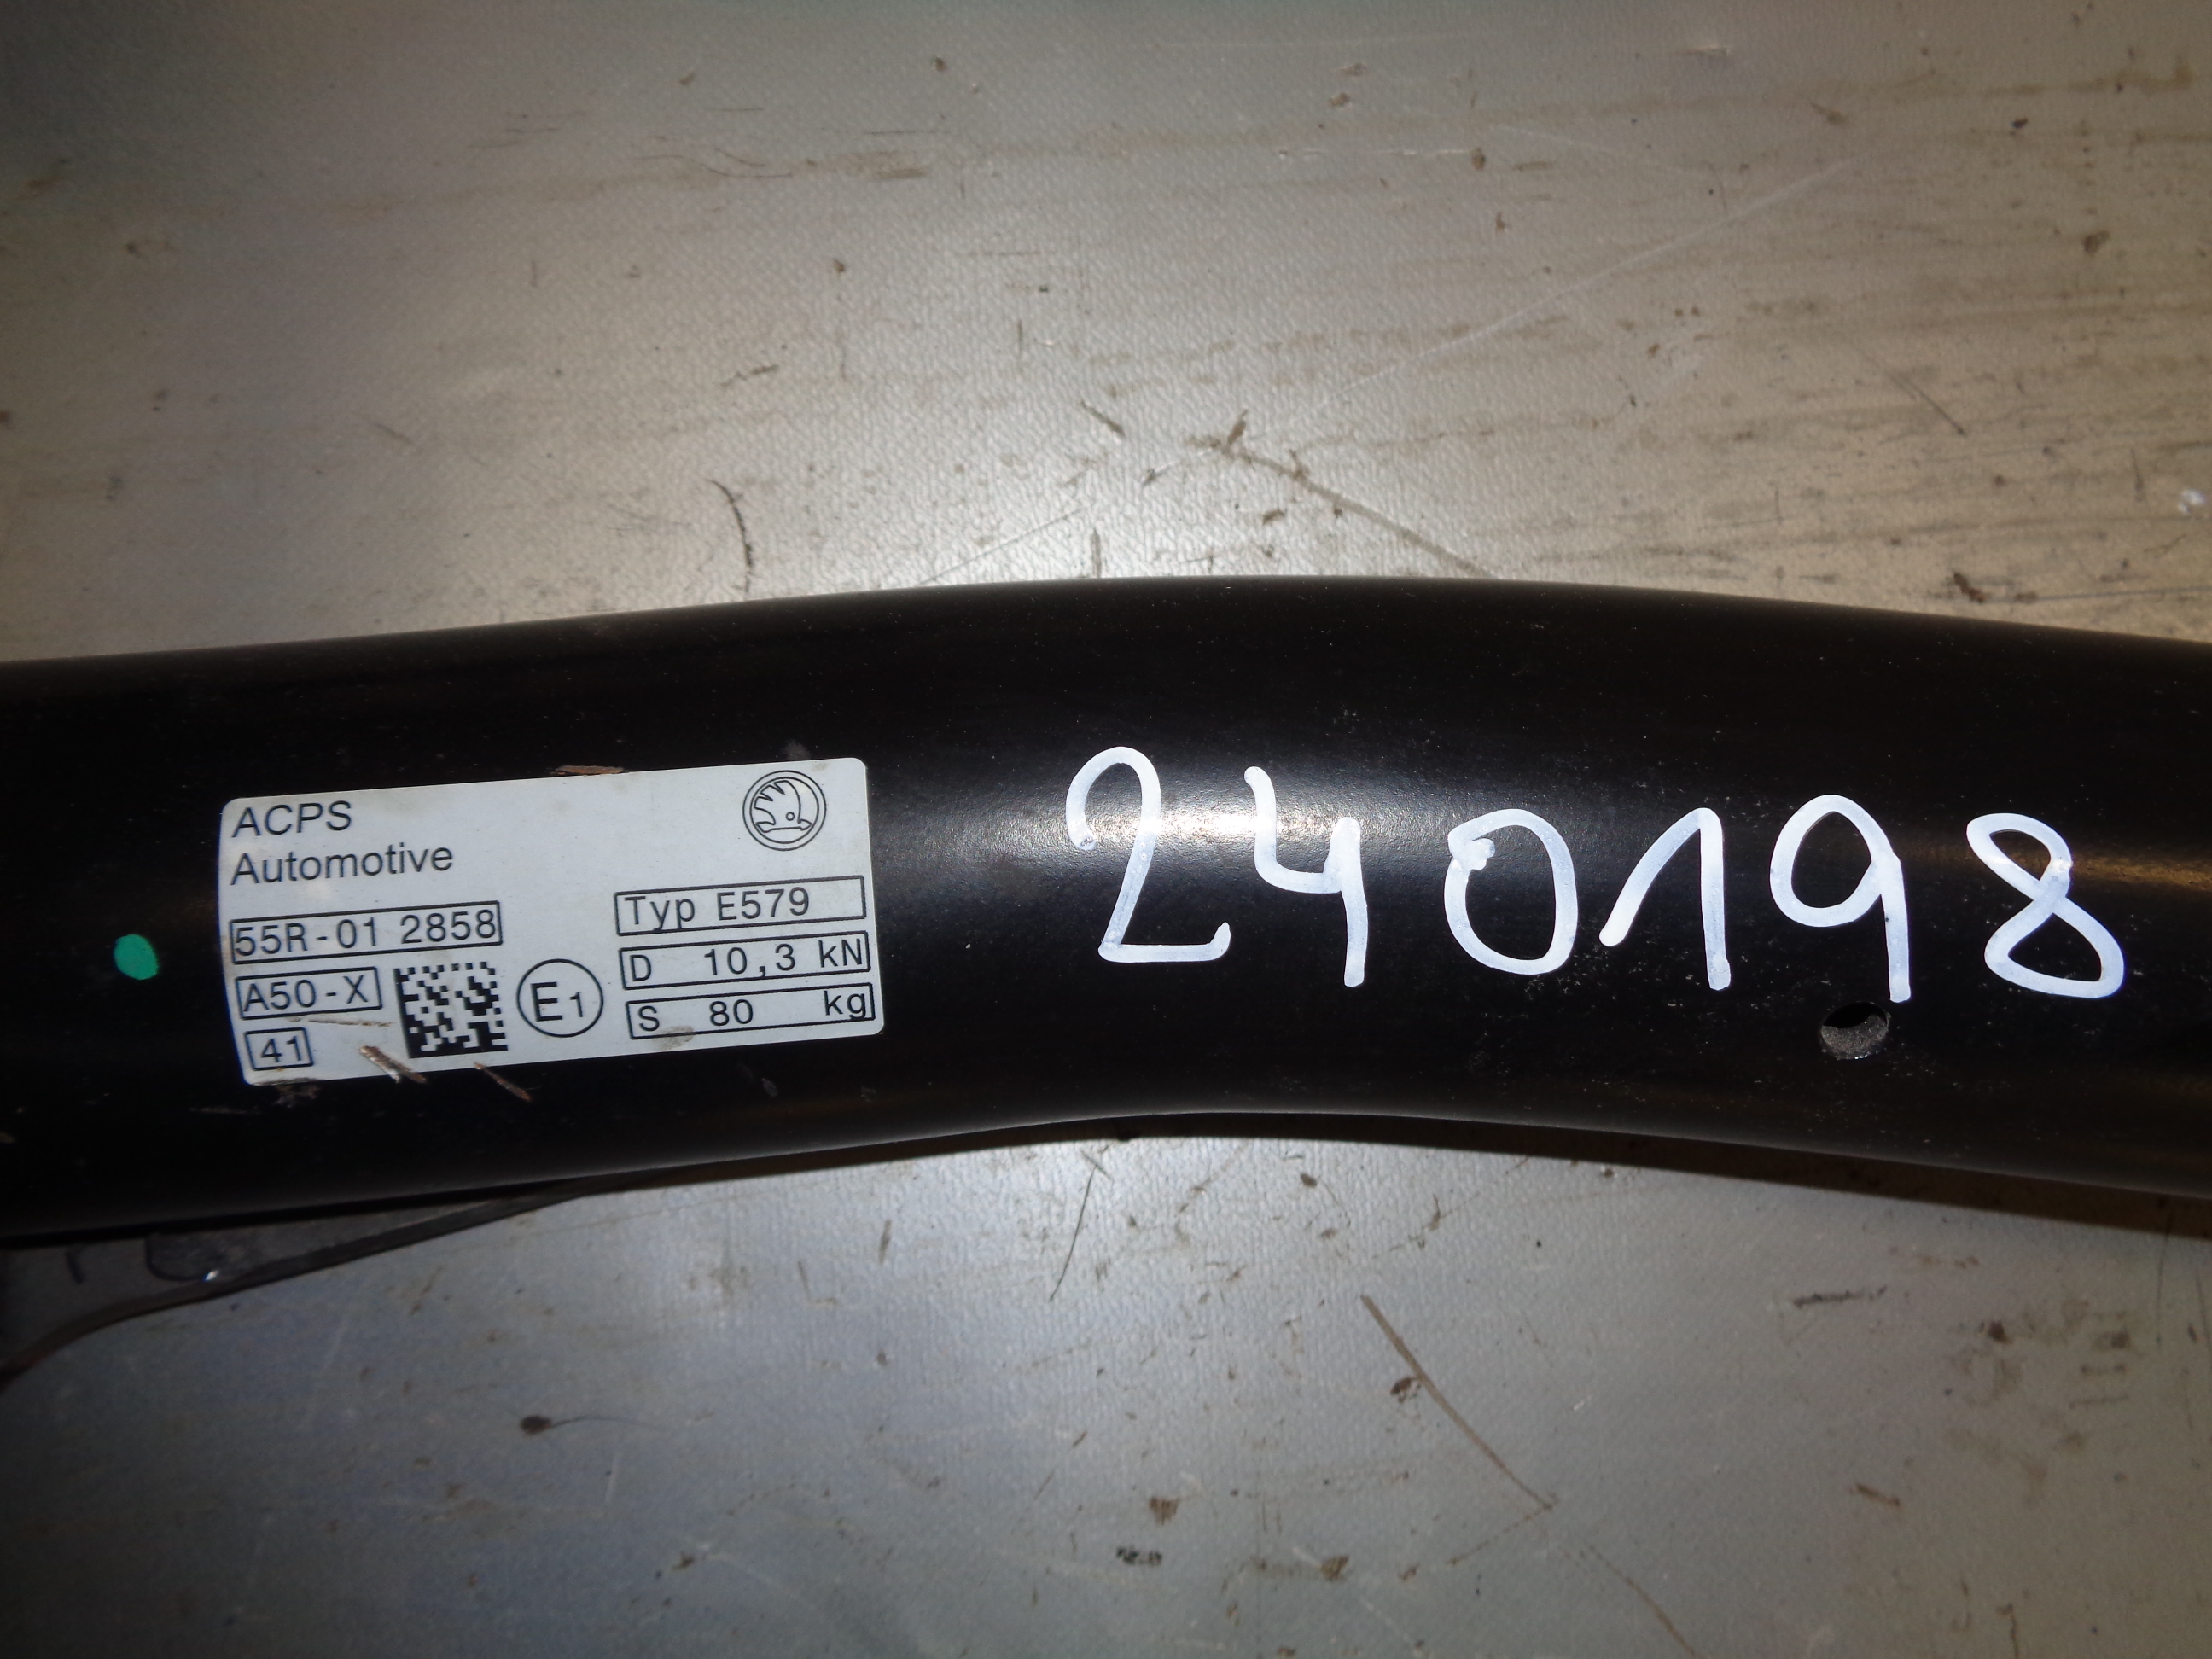 ACPS
Automotive
55R-01 2858
A50-X
41
E1
Typ E579
D 10,3 kN
S 80 kg
240198